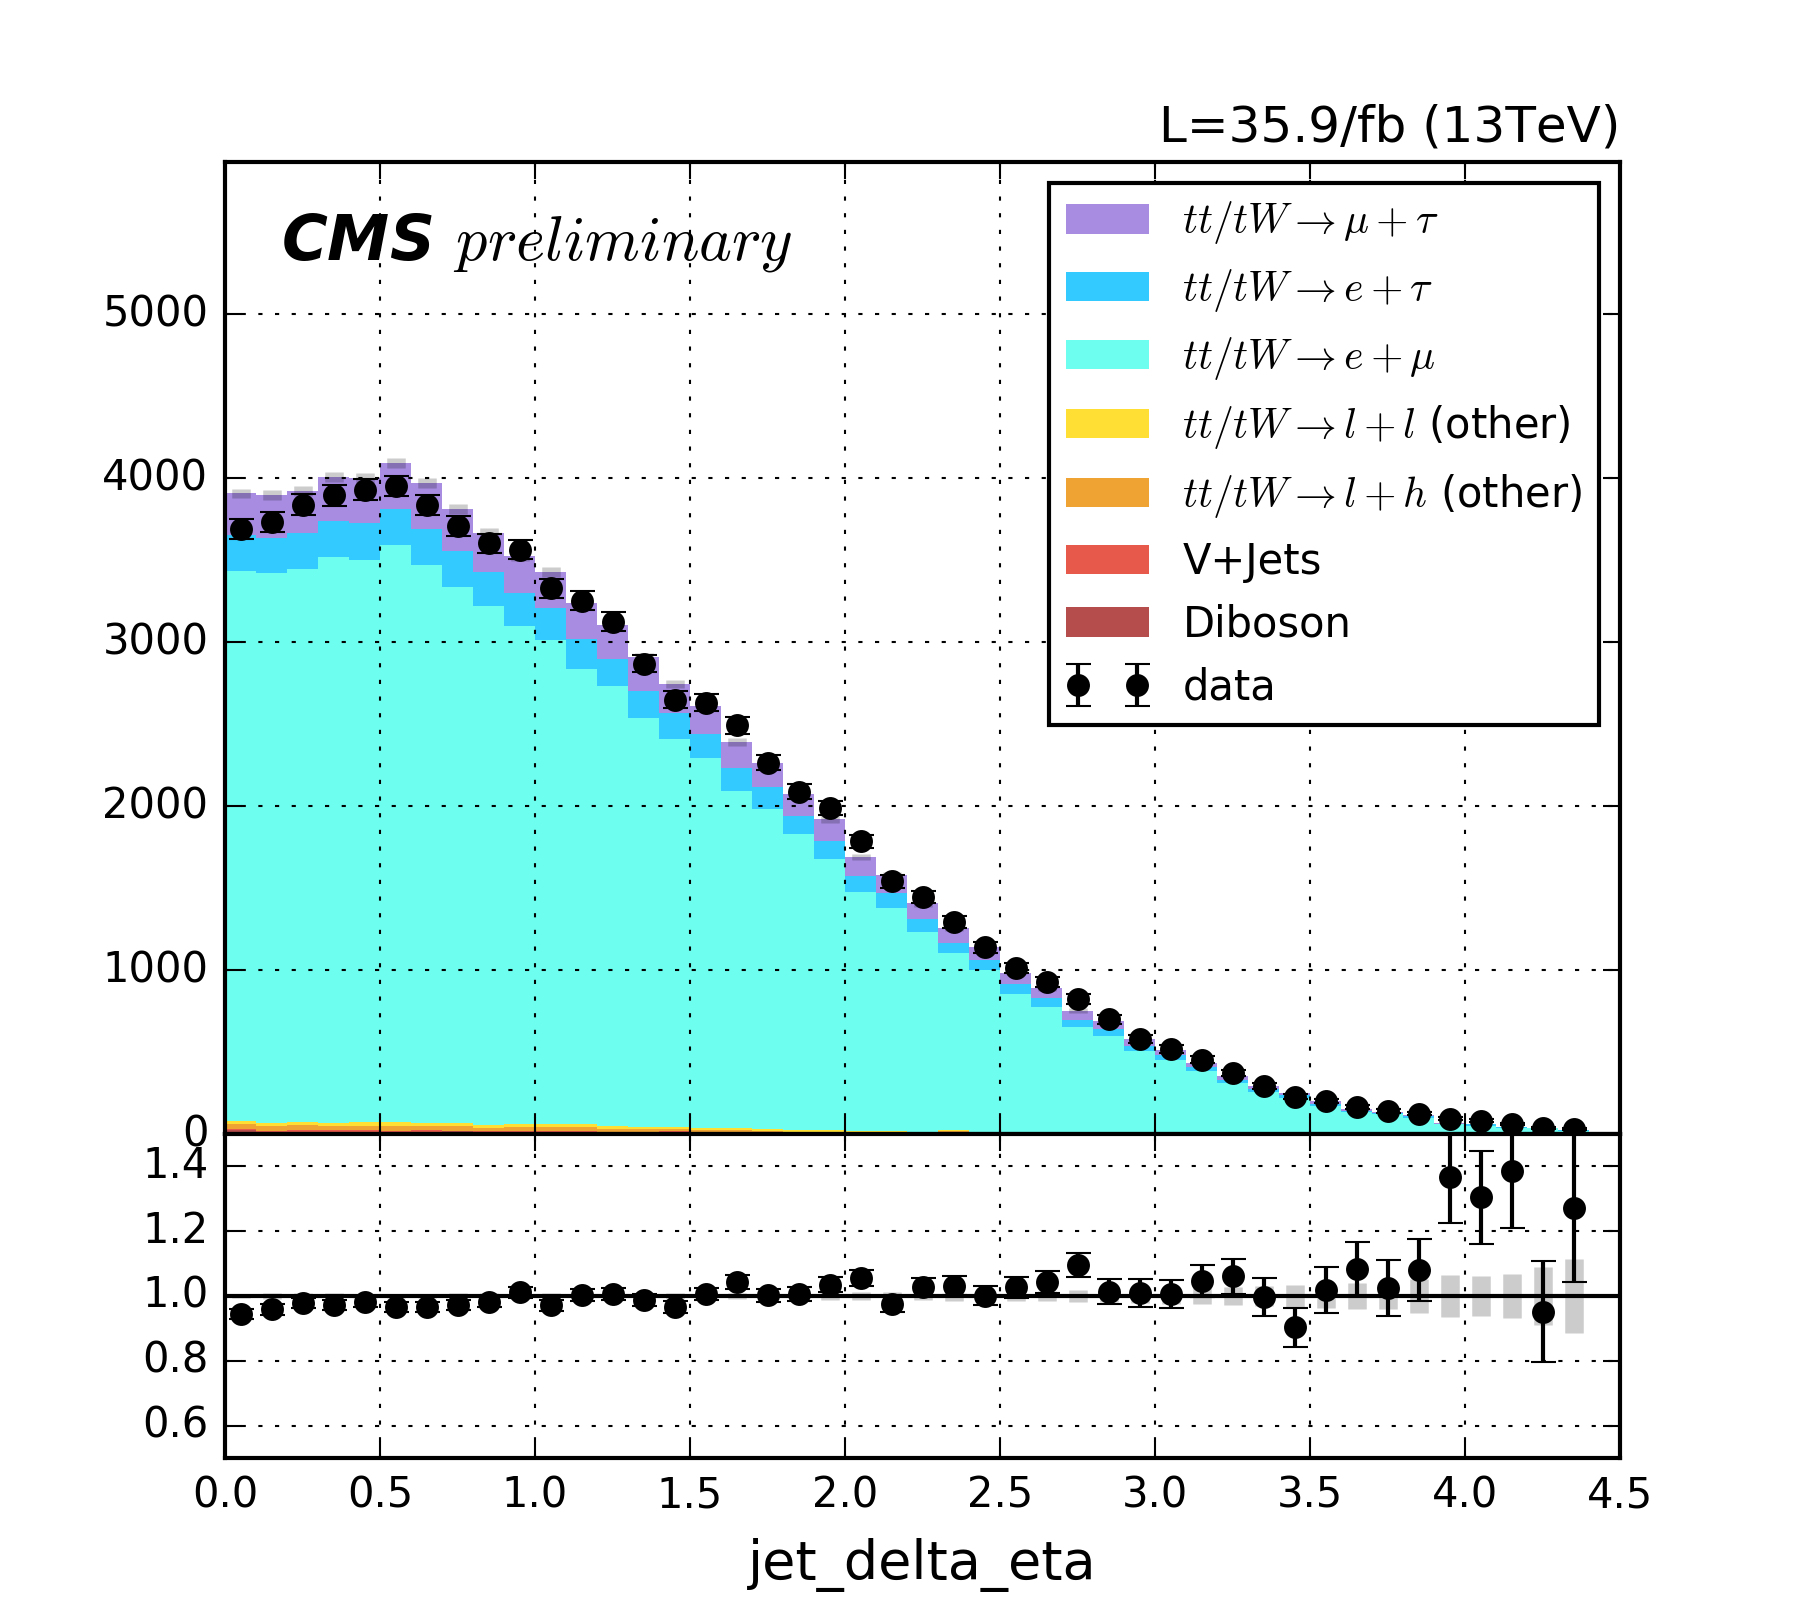 L=35.9/fb (13TeV)
CMS preliminary
tt/tW → μ + τ
tt/tW → e + τ
tt/tW → e + μ
tt/tW → l + l (other)
tt/tW → l + h (other)
V+Jets
Diboson
data
5000
4000
3000
2000
1000
0
1.4
1.2
1.0
0.8
0.6
0.0 0.5 1.0 1.5 2.0 2.5 3.0 3.5 4.0 4.5
jet_delta_eta